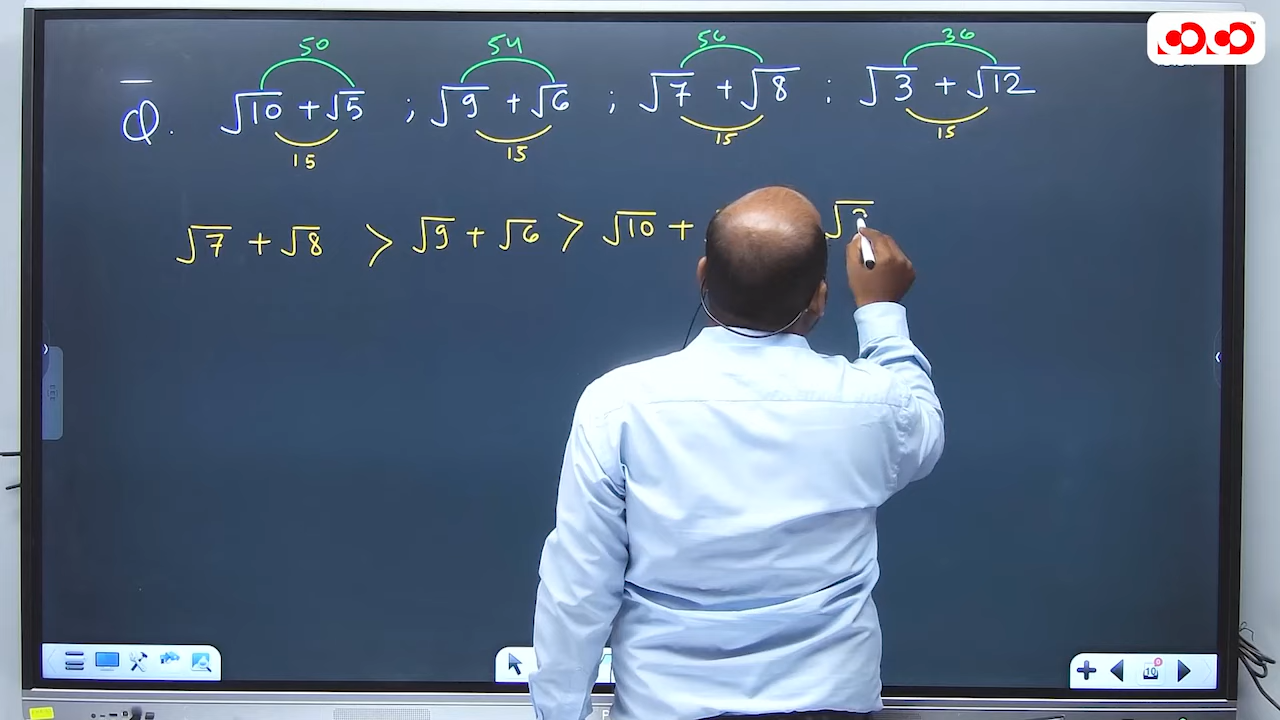 50 54 56 36
Q. √10 + √5 ; √9 + √6 ; √7 + √8 : √3 + √12
15 15 15 15
√7 + √8 > √9 + √6 > √10 + √